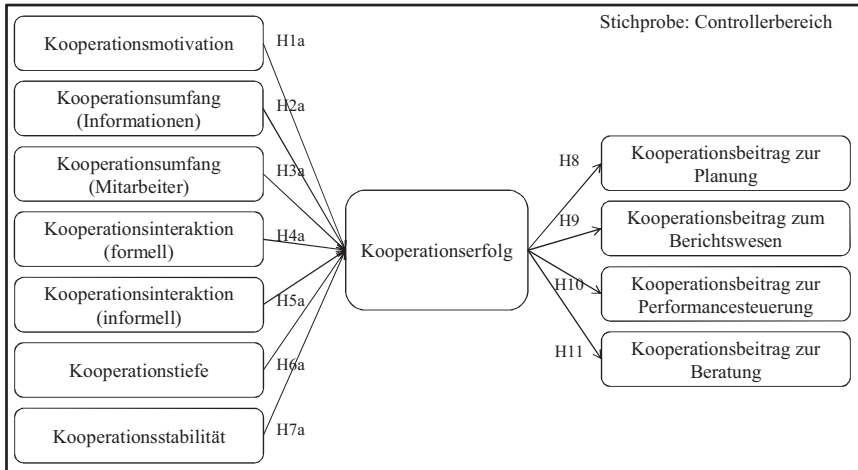 Stichprobe: Controllerbereich
Kooperationsmotivation
H1a
Kooperationsumfang
(Informationen)
H2a
Kooperationsumfang
(Mitarbeiter)
H3a
Kooperationsinteraktion
(formell)
H4a
Kooperationsinteraktion
(informell)
H5a
Kooperationstiefe
H6a
Kooperationsstabilität
H7a
Kooperationserfolg
H8
Kooperationsbeitrag zur
Planung
H9
Kooperationsbeitrag zum
Berichtswesen
H10
Kooperationsbeitrag zur
Performancesteuerung
H11
Kooperationsbeitrag zur
Beratung